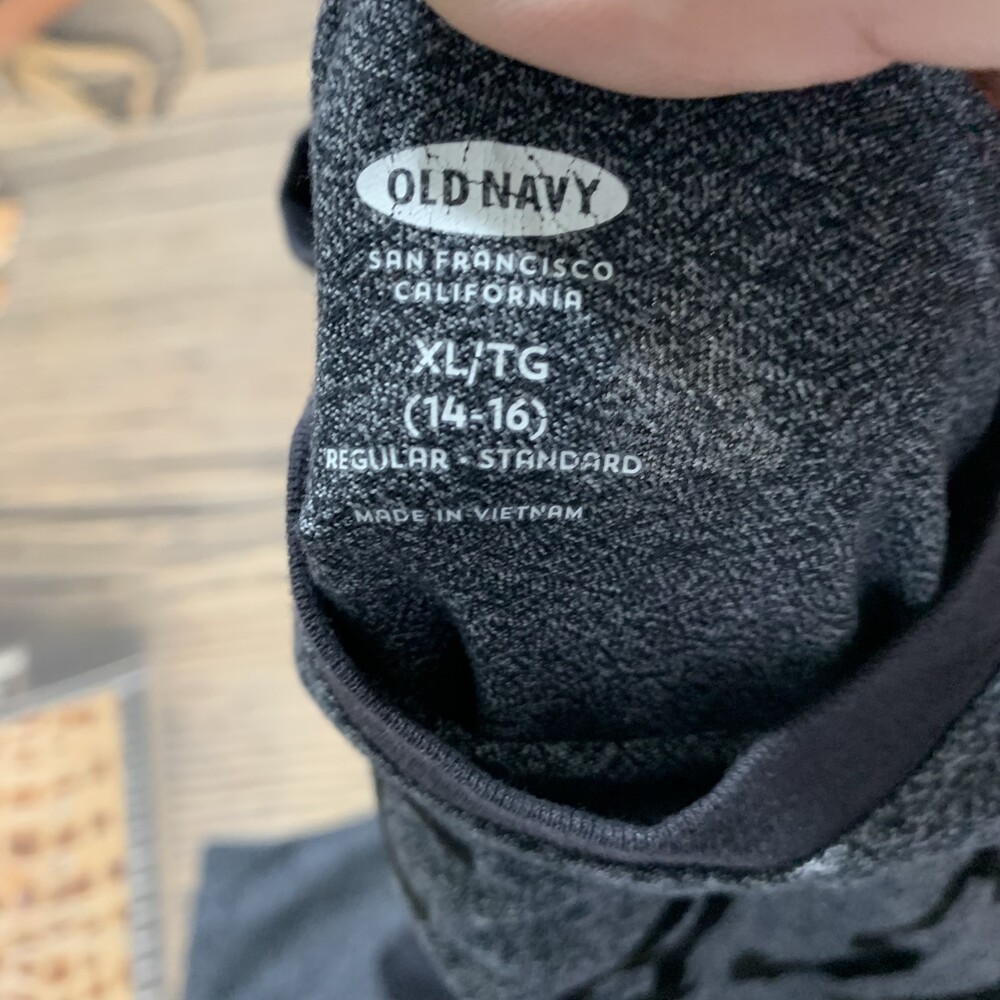 OLD NAVY
SAN FRANCISCO
CALIFORNIA
XL/TG
(14-16)
REGULAR - STANDARD
MADE IN VIETNAM